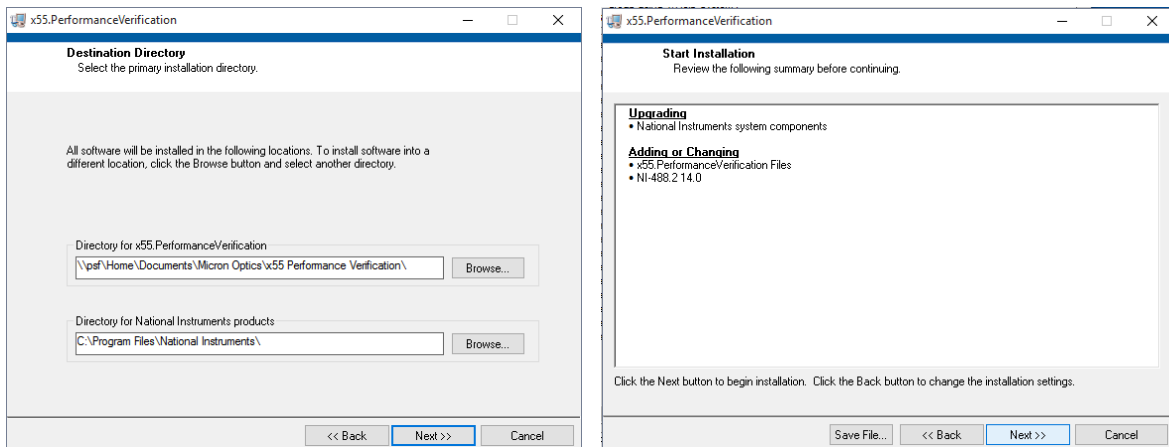 x55.PerformanceVerification
Destination Directory
Select the primary installation directory.
All software will be installed in the following locations. To install software into a
different location, click the Browse button and select another directory.
Directory for x55.PerformanceVerification
\\psf\Home\Documents\Micron Optics\x55 Performance Verification\
Browse...
Directory for National Instruments products
C:\Program Files\National Instruments\
Browse...
<< Back
Next >>
Cancel
x55.PerformanceVerification
Start Installation
Review the following summary before continuing.
Upgrading
• National Instruments system components
Adding or Changing
• x55.PerformanceVerification Files
• NI-488.2 14.0
Click the Next button to begin installation. Click the Back button to change the installation settings.
Save File...
<< Back
Next >>
Cancel